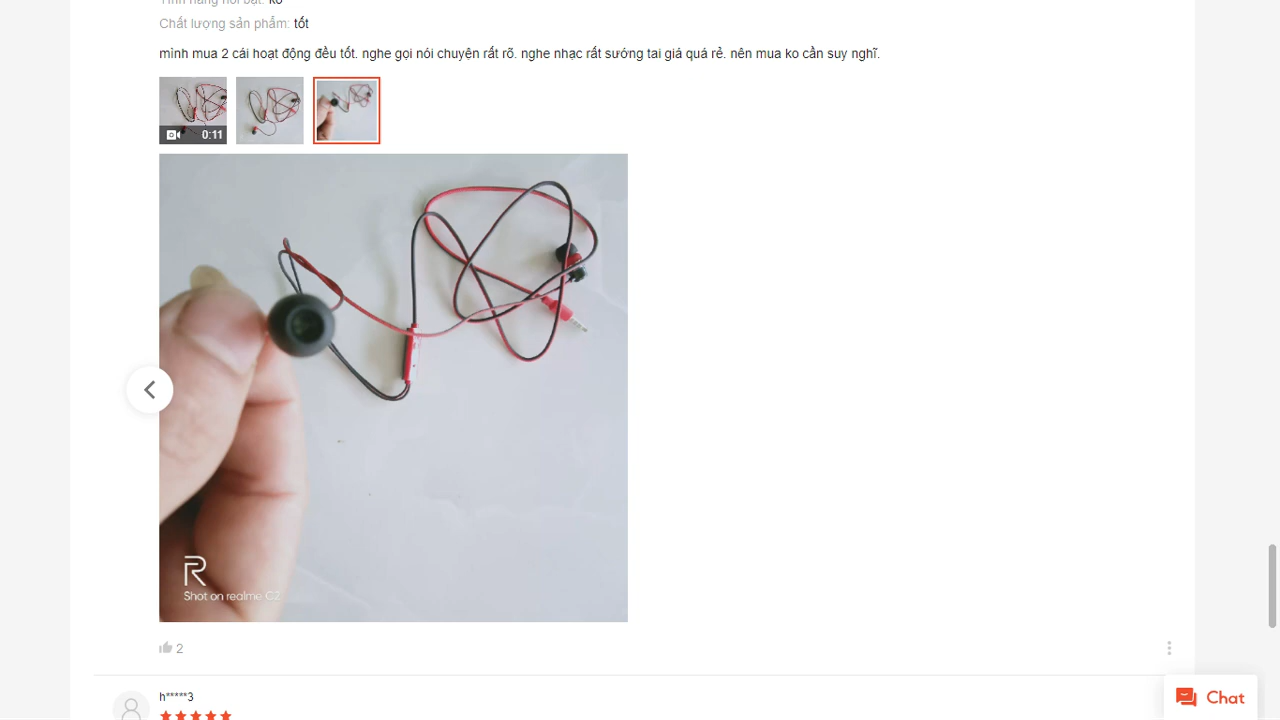 Chất lượng sản phẩm: tốt
mình mua 2 cái hoạt động đều tốt. nghe gọi nói chuyện rất rõ. nghe nhạc rất sướng tai giá quá rẻ. nên mua ko cần suy nghĩ.
0:11
R
Shot on realme C2
2
h*****3
Chat